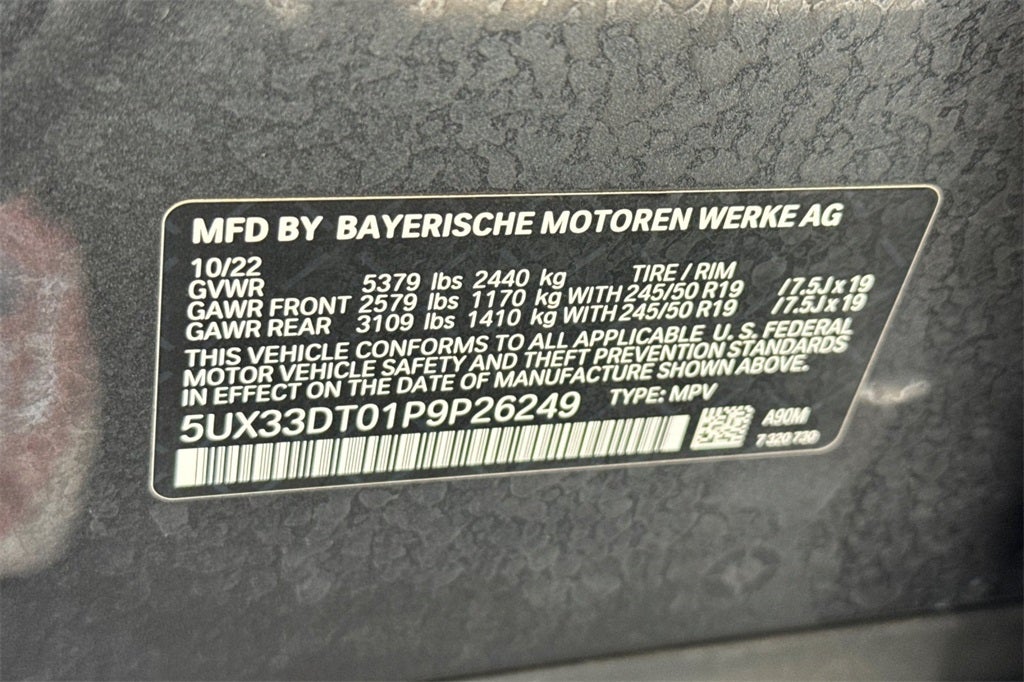 MFD BY BAYERISCHE MOTOREN WERKE AG
10/22
GVWR 5379 lbs 2440 kg TIRE / RIM
GAWR FRONT 2579 lbs 1170 kg WITH 245/50 R19 /7.5J x 19
GAWR REAR 3109 lbs 1410 kg WITH 245/50 R19 /7.5J x 19
THIS VEHICLE CONFORMS TO ALL APPLICABLE U. S. FEDERAL
MOTOR VEHICLE SAFETY AND THEFT PREVENTION STANDARDS
IN EFFECT ON THE DATE OF MANUFACTURE SHOWN ABOVE.
5UX33DT01P9P26249 TYPE: MPV
A90M
7 320 730